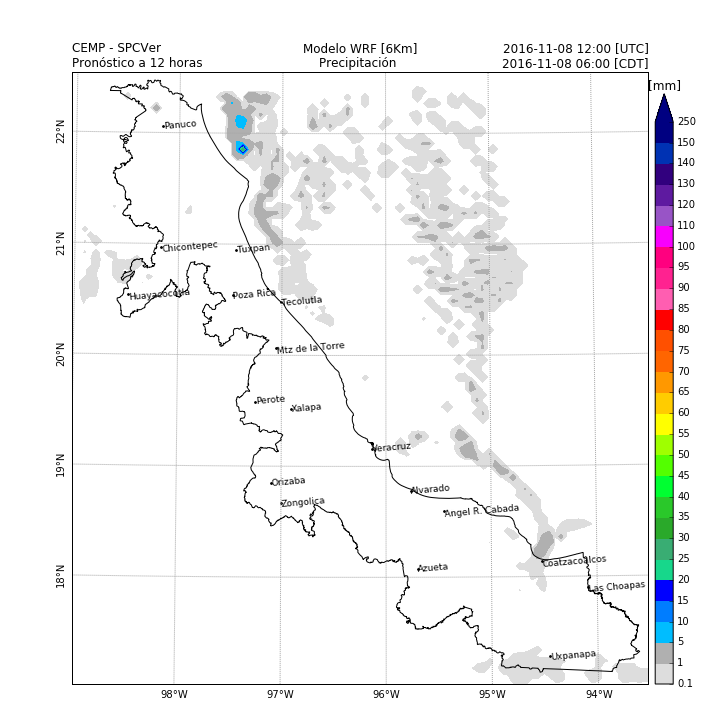 CEMP - SPCVer
Modelo WRF [6Km]
2016-11-08 12:00 [UTC]
Pronóstico a 12 horas
Precipitación
2016-11-08 06:00 [CDT]
[mm]
250
150
140
130
120
110
100
95
90
85
80
75
70
65
60
55
50
45
40
35
30
25
20
15
10
5
1
0.1
22°N
21°N
20°N
19°N
18°N
98°W
97°W
96°W
95°W
94°W
Panuco
Chicontepec
Tuxpan
Huayacocotla
Poza Rica
Tecolutla
Mtz de la Torre
Perote
Xalapa
Veracruz
Orizaba
Zongolica
Alvarado
Angel R. Cabada
Azueta
Coatzacoalcos
Las Choapas
Uxpanapa